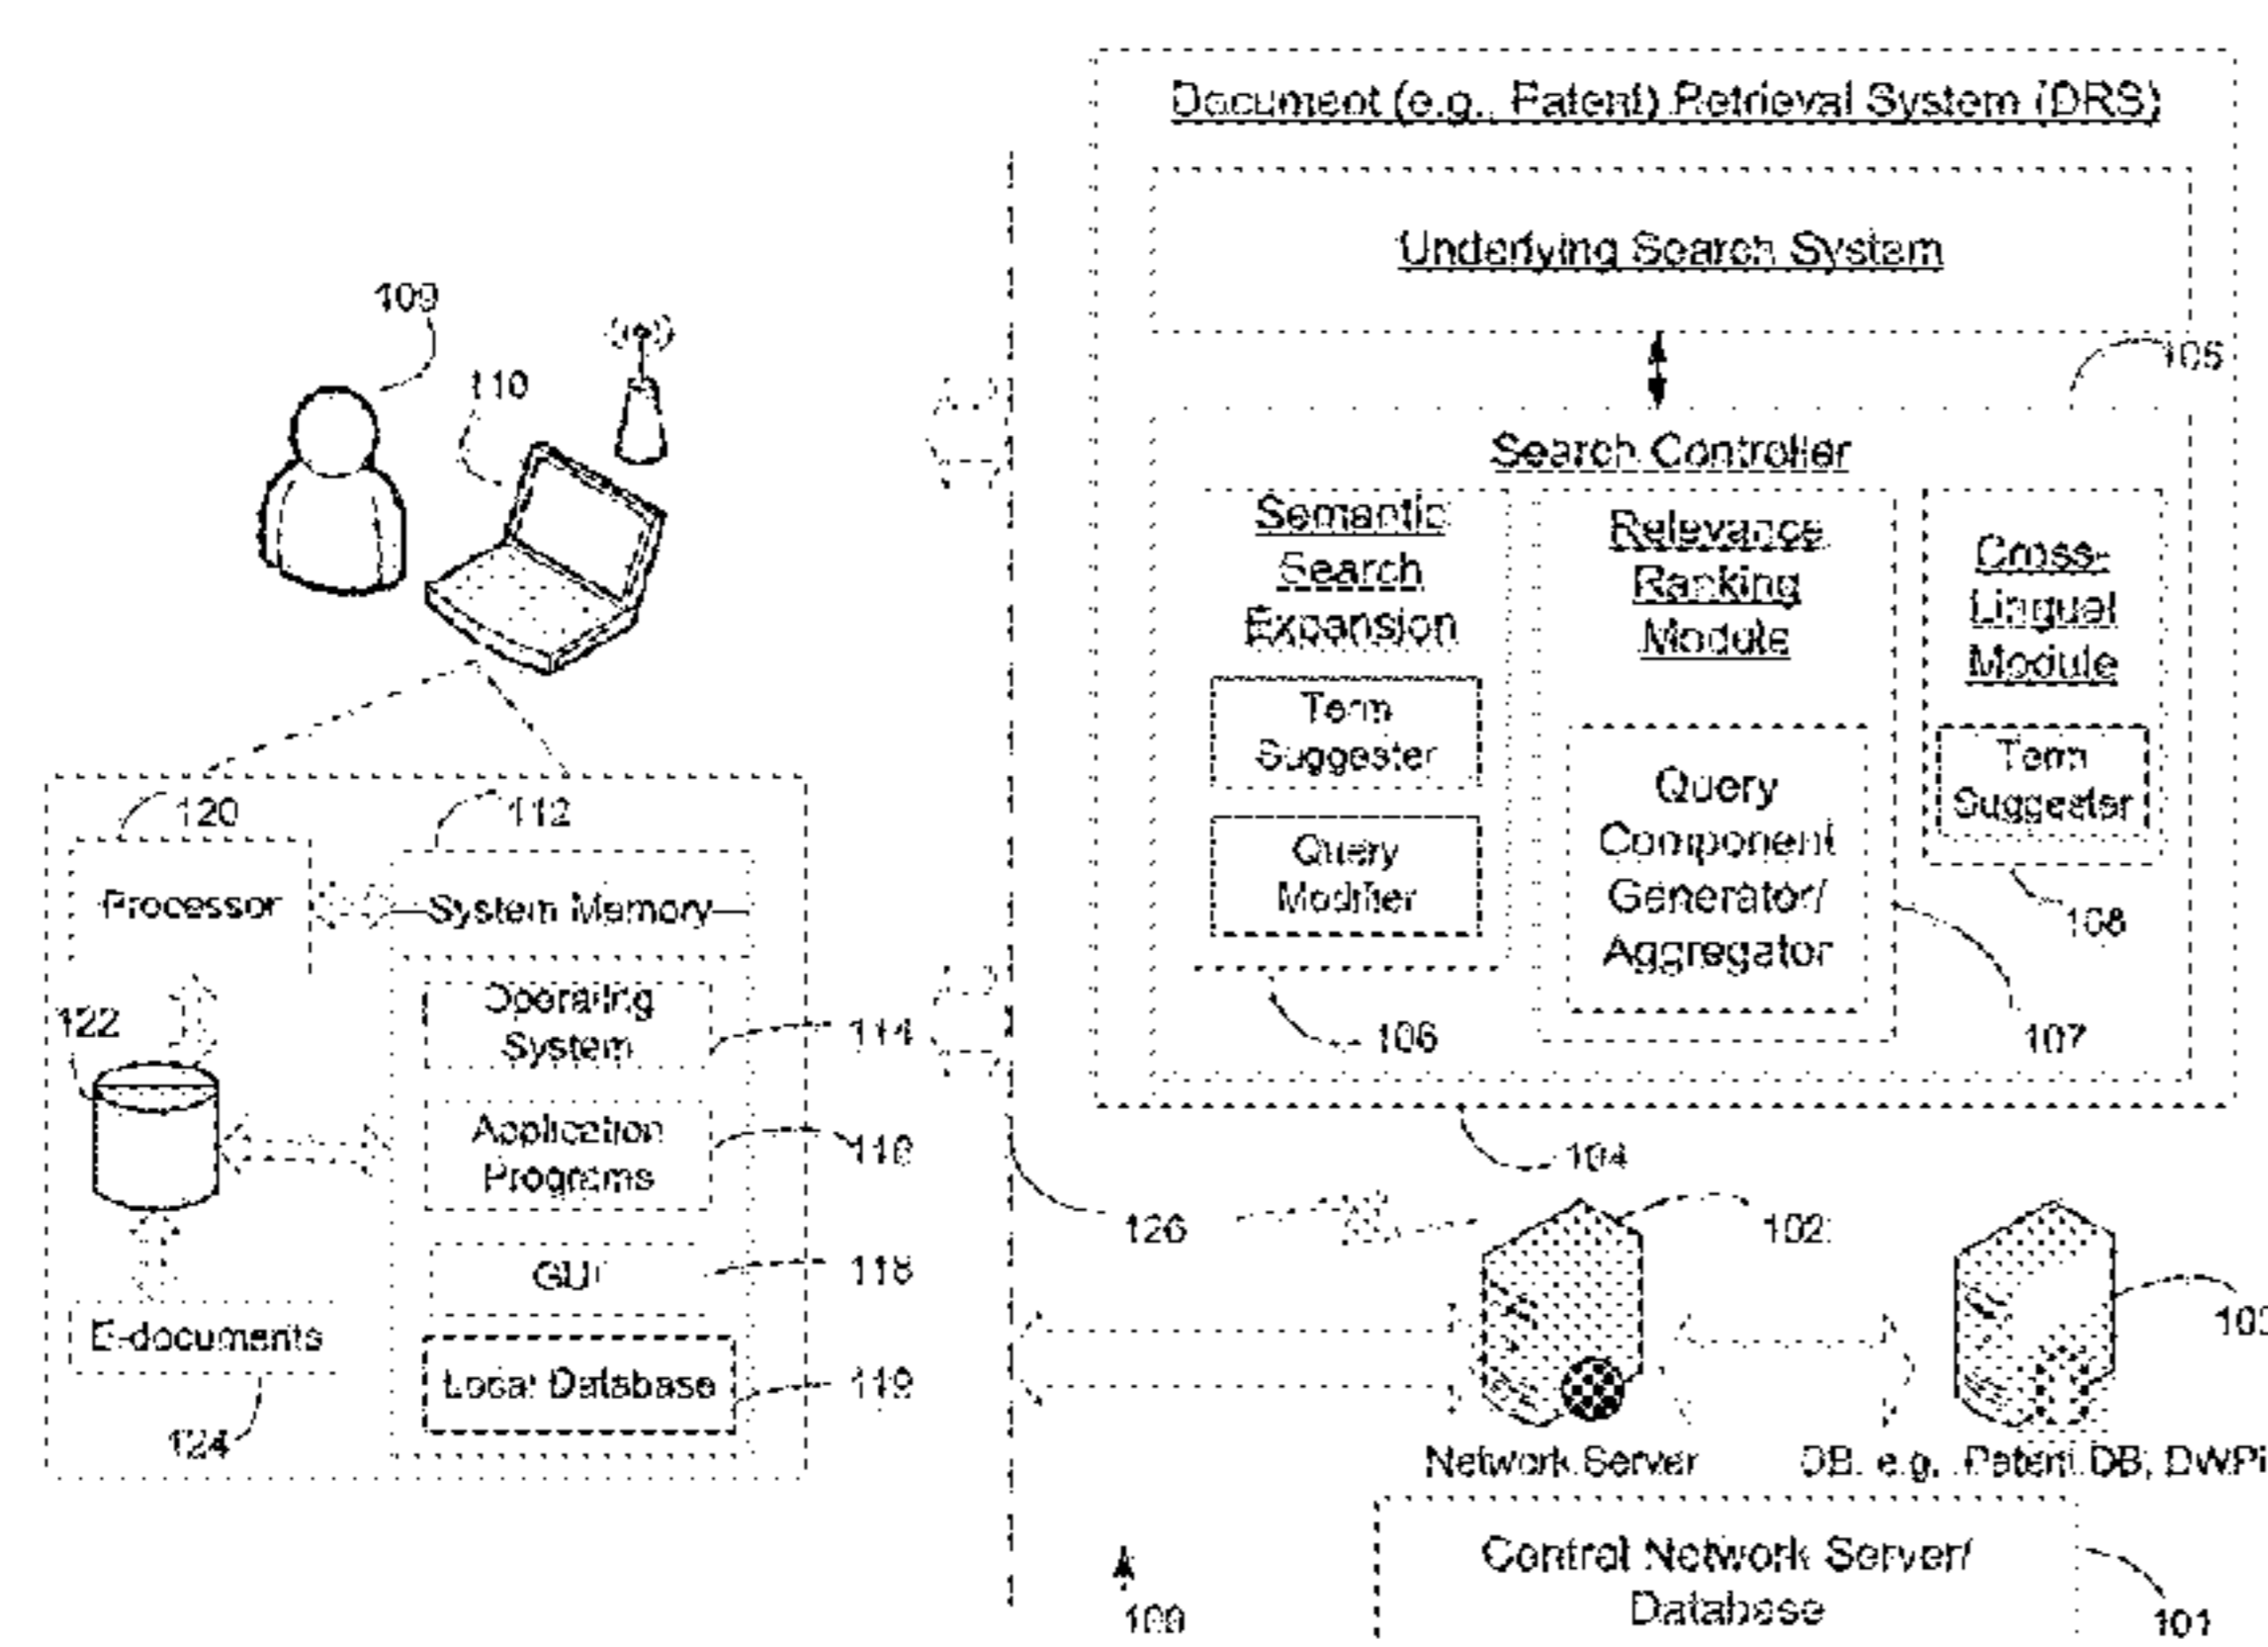 Document (e.g., Patent) Retrieval System (DRS)
Underlying Search System
105
Search Controller
Semantic
Search
Expansion
Term
Suggester
Query
Modifier
106
Relevance
Ranking
Module
Query
Component
Generator/
Aggregator
107
Cross-
Lingual
Module
Term
Suggester
108
104
109
110
120
112
Processor
System Memory
Operating
System
114
122
Application
Programs
116
GUI
118
E-documents
Local Database
119
124
126
102
103
Network Server
DB, e.g., Patent DB, DWPI
Central Network Server/
Database
101
100